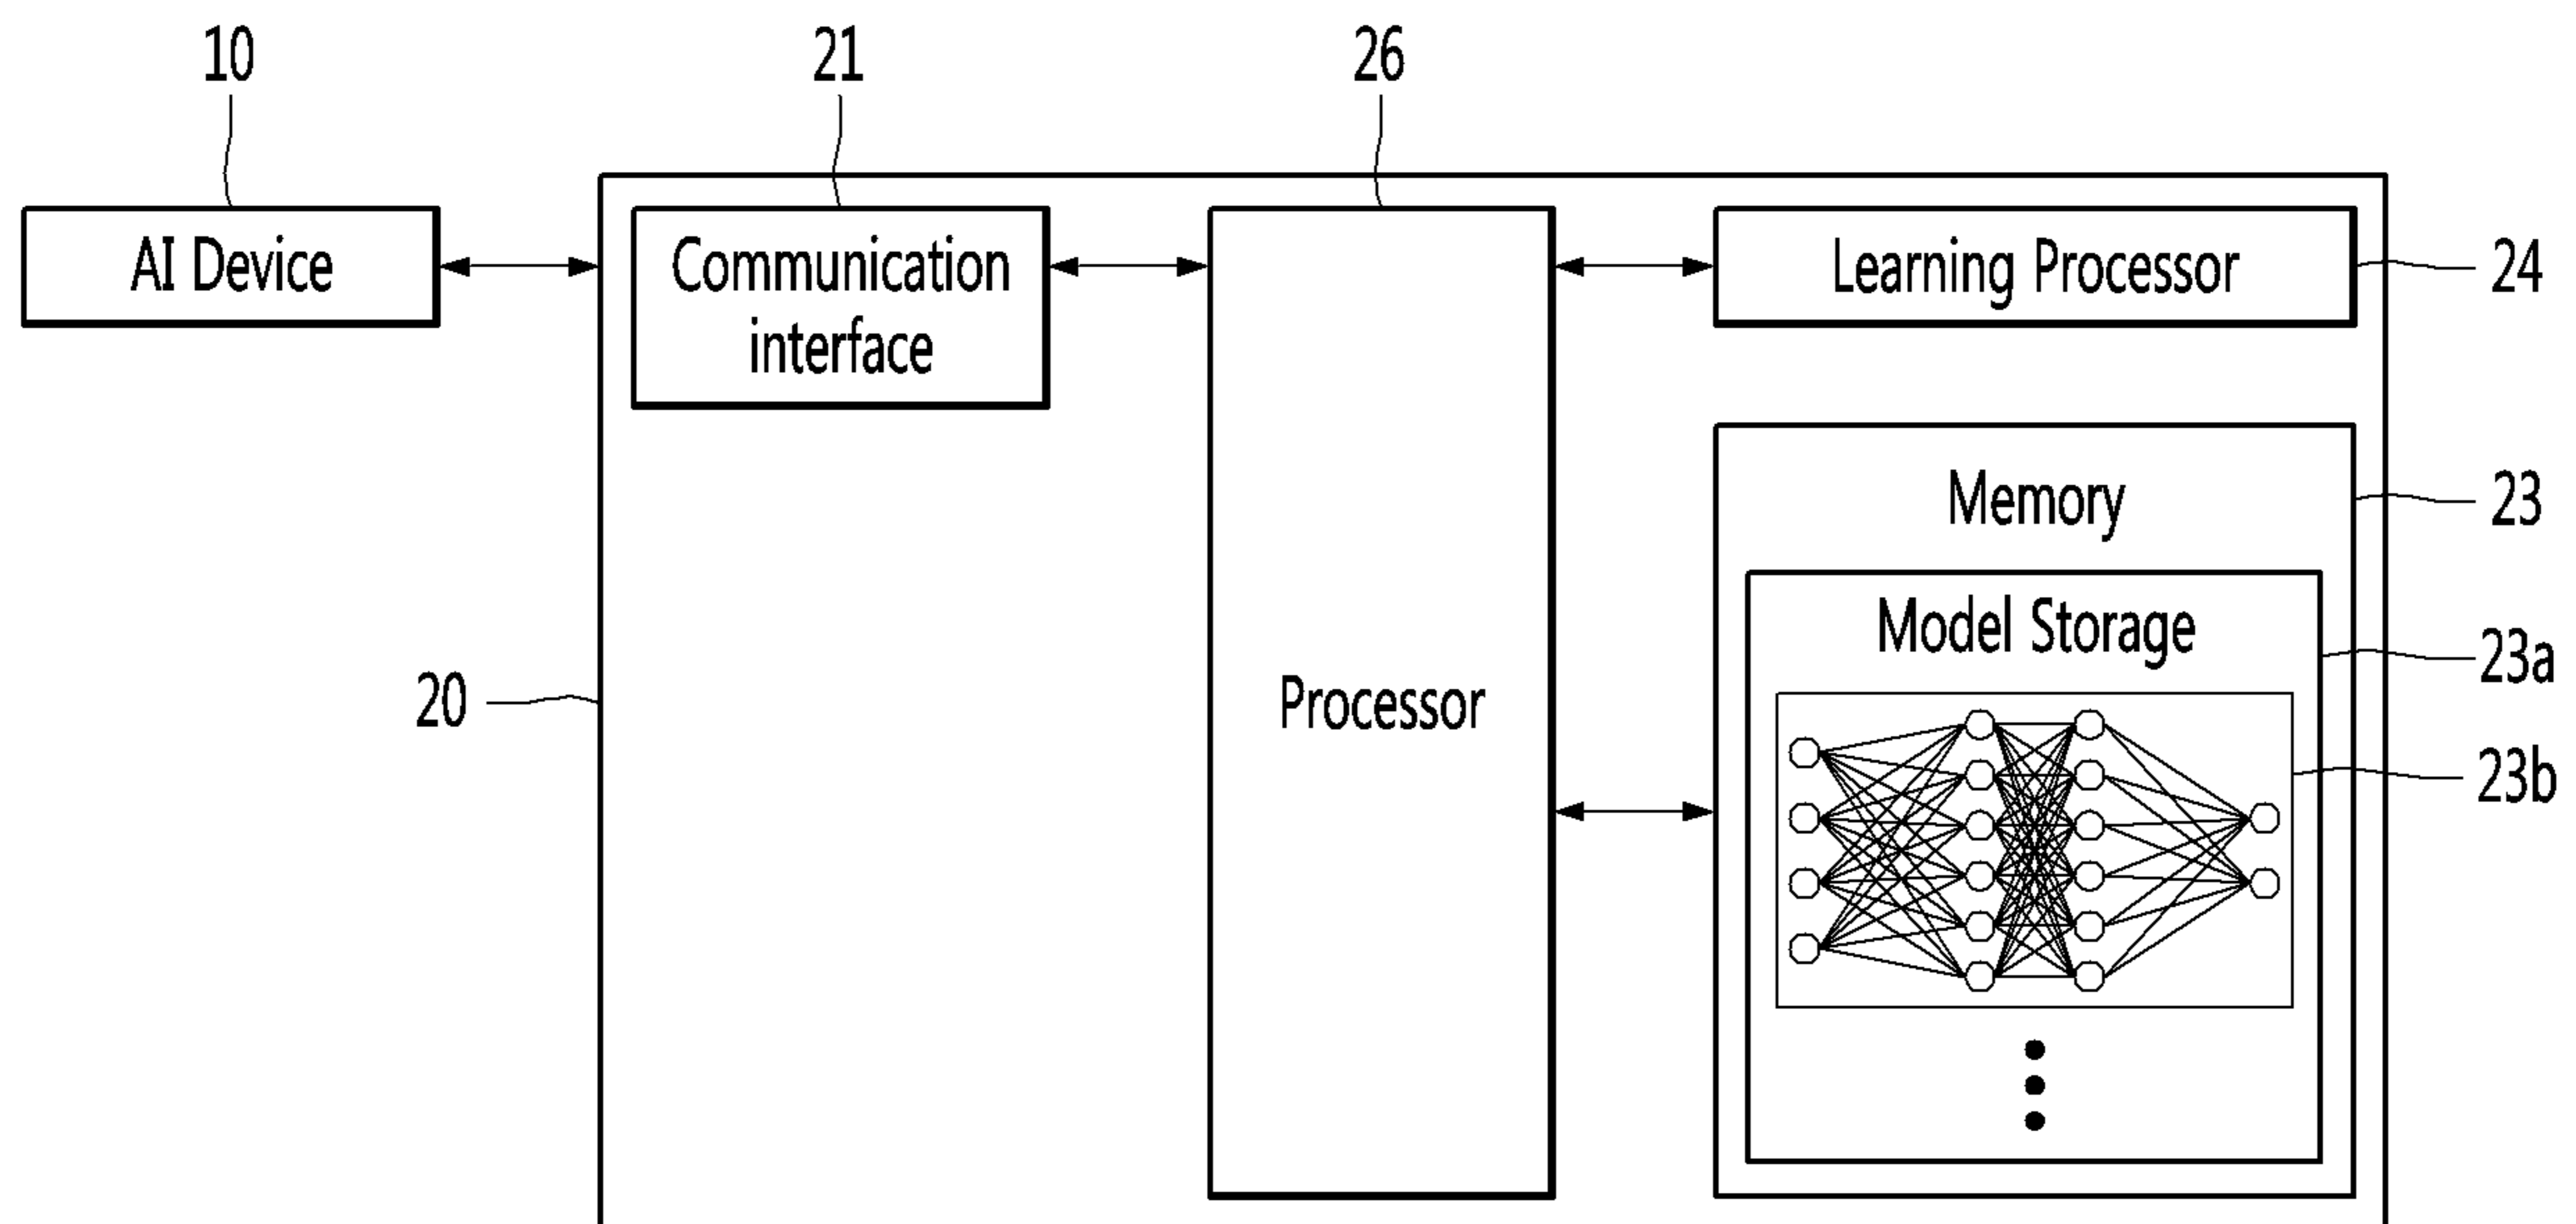 10
21
26
AI Device
Communication
interface
Learning Processor
24
Memory
23
Model Storage
23a
20
Processor
23b